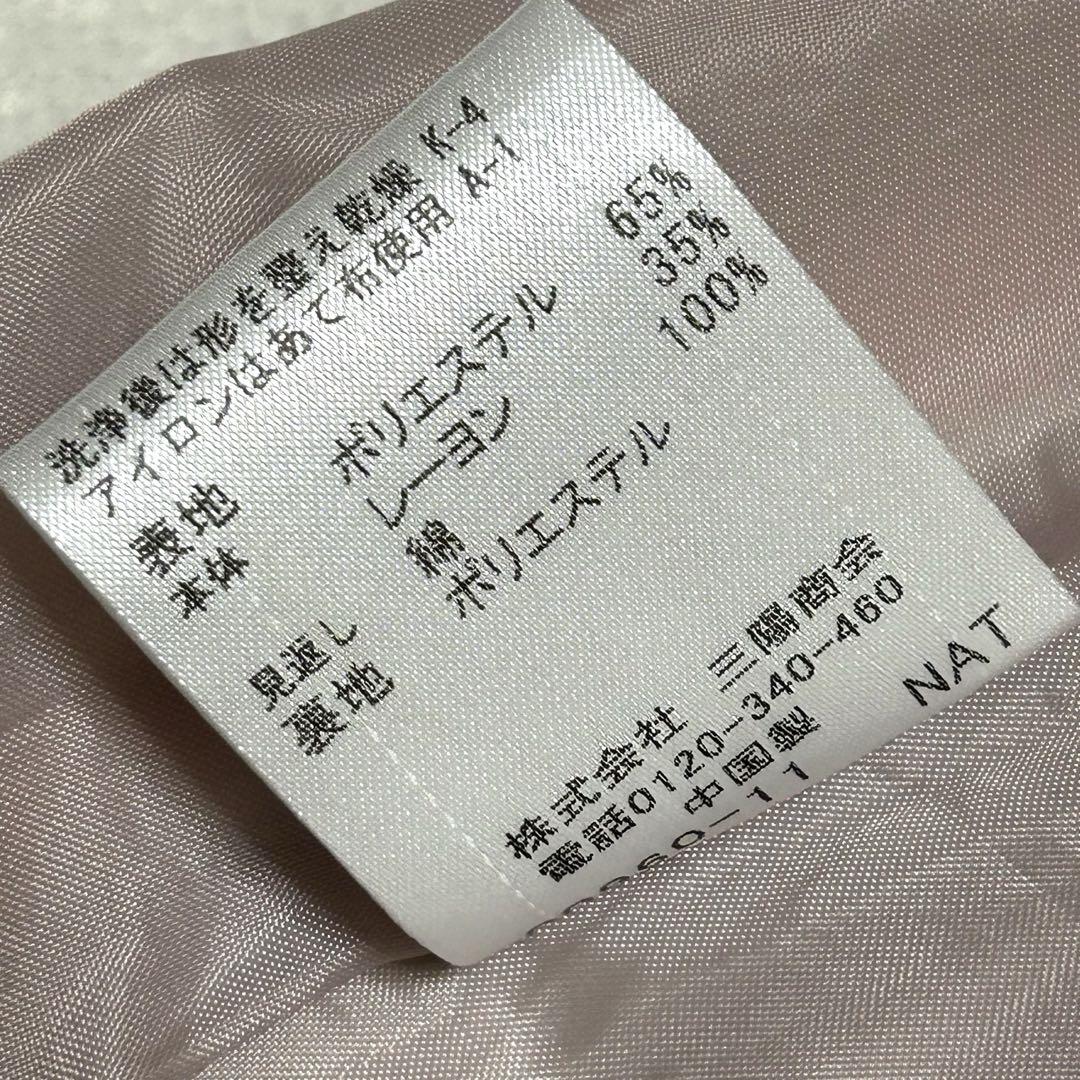 洗浄後は形を整え乾燥 K-4
アイロンはあて布使用 A-1
表地
本体 ポリエステル 65%
レーヨン 35%
見返し 綿 100%
裏地 ポリエステル
株式会社 三陽商会
電話0120-340-460
中国製
60-11 NAT